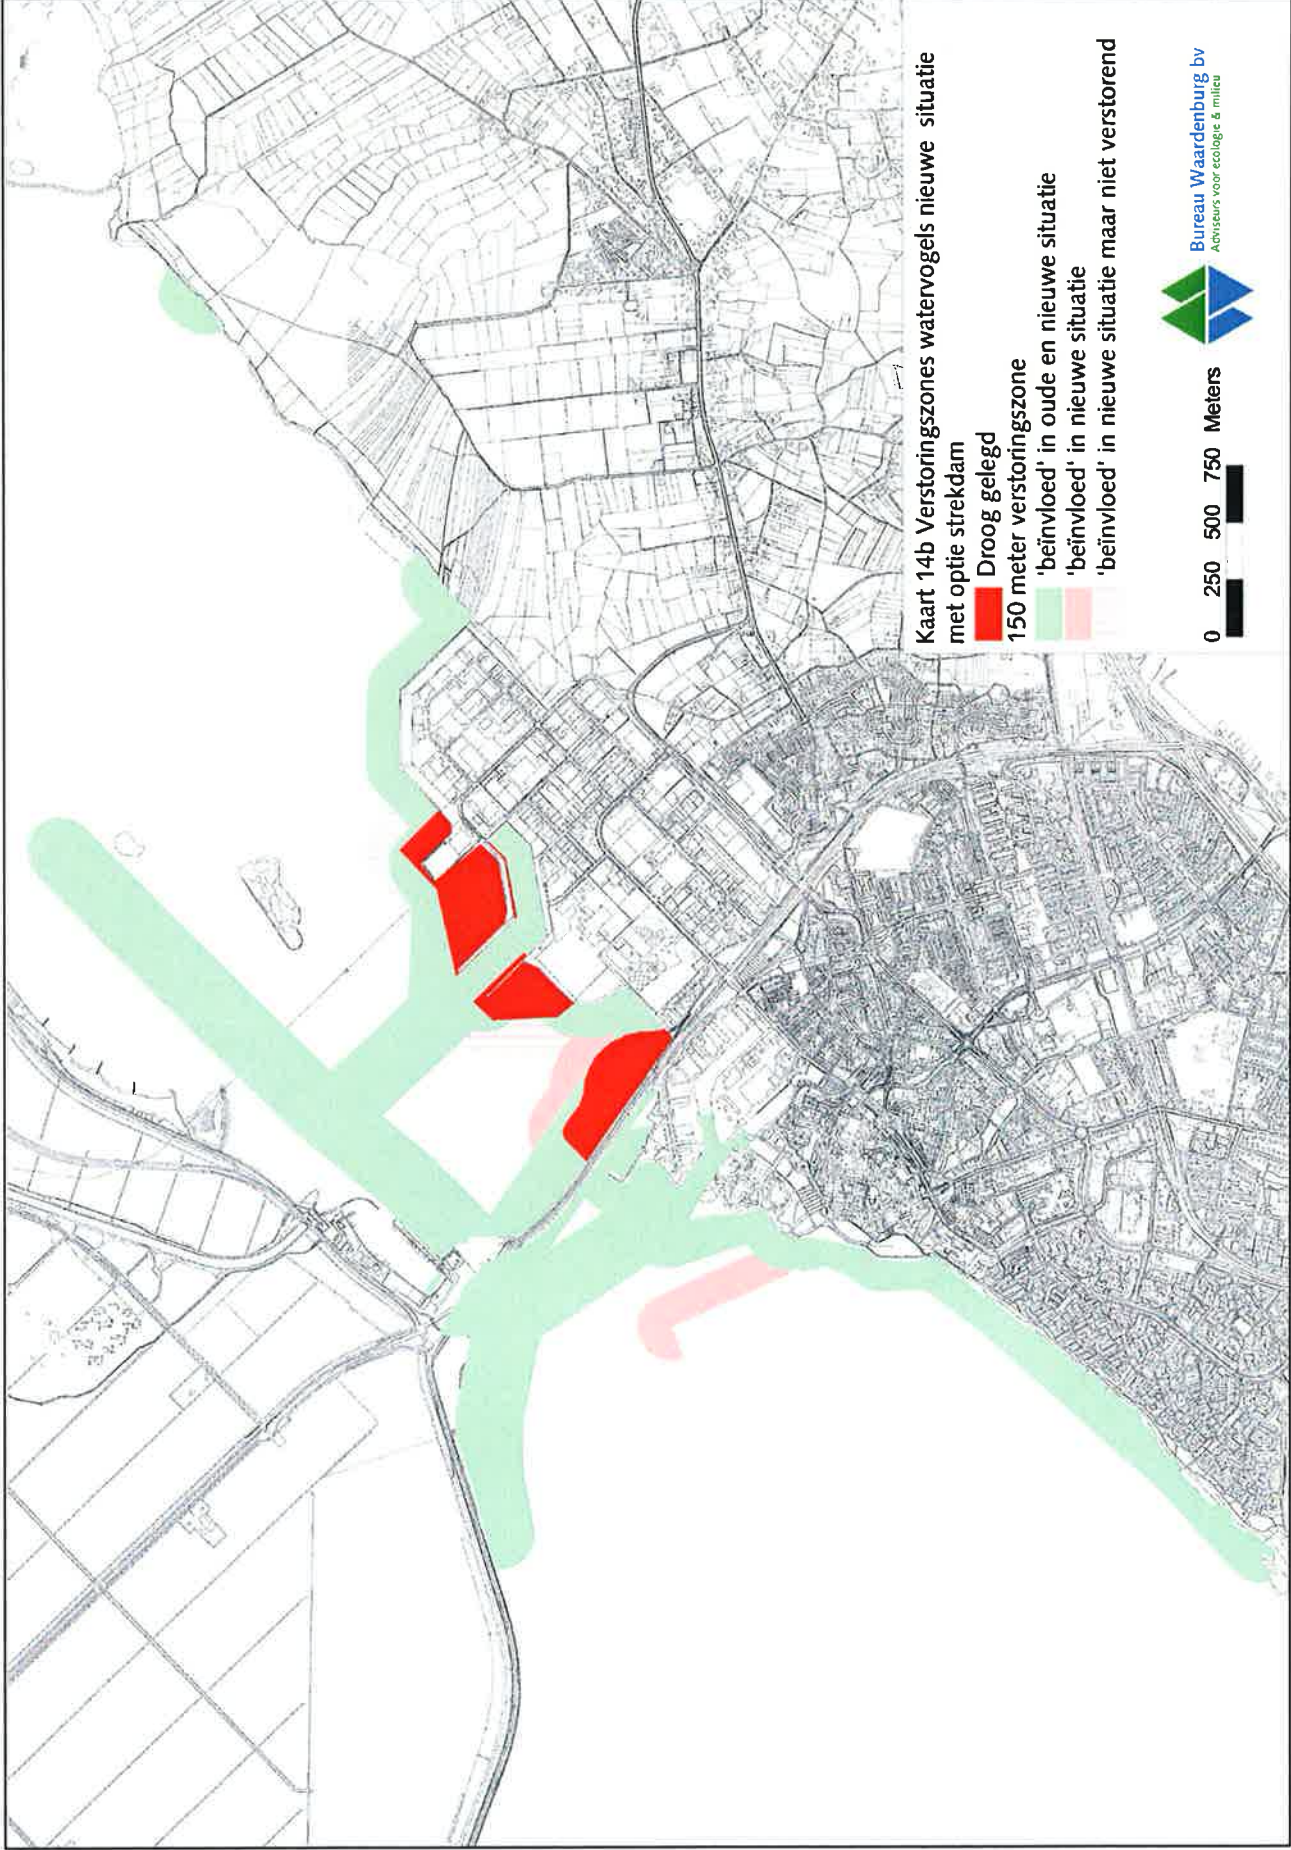 Kaart 14b Verstoringszones watervogels nieuwe situatie
met optie strekdam
Droog gelegd
150 meter verstoringszone
'beïnvloed' in oude en nieuwe situatie
'beïnvloed' in nieuwe situatie
'beïnvloed' in nieuwe situatie maar niet verstorend
0 250 500 750 Meters
Bureau Waardenburg bv
Adviseurs voor ecologie & milieu